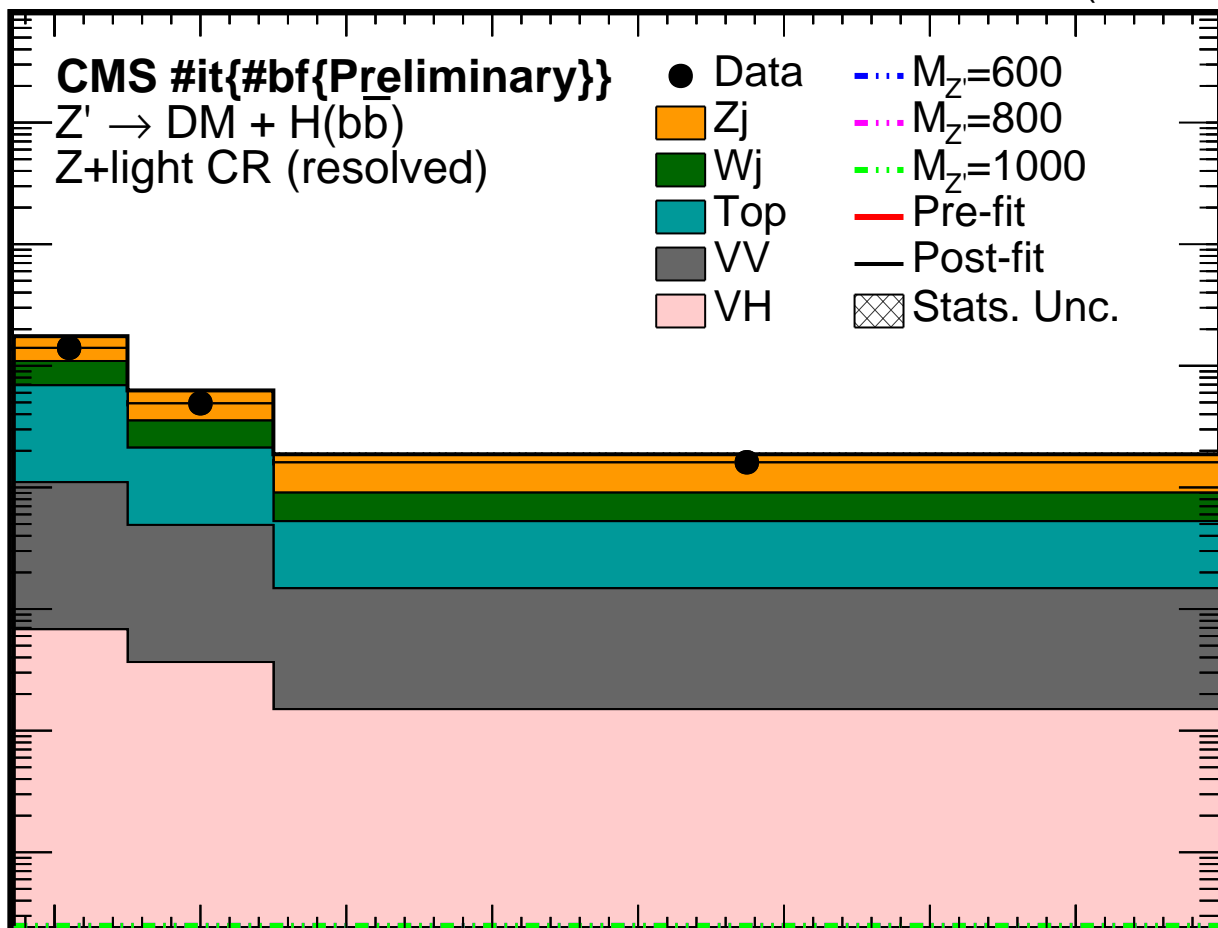 CMS #it{#bf{Preliminary}}
Z' → DM + H(bb̅)
Z+light CR (resolved)
Data
Zj
Wj
Top
VV
VH
M_Z'=600
M_Z'=800
M_Z'=1000
Pre-fit
Post-fit
Stats. Unc.